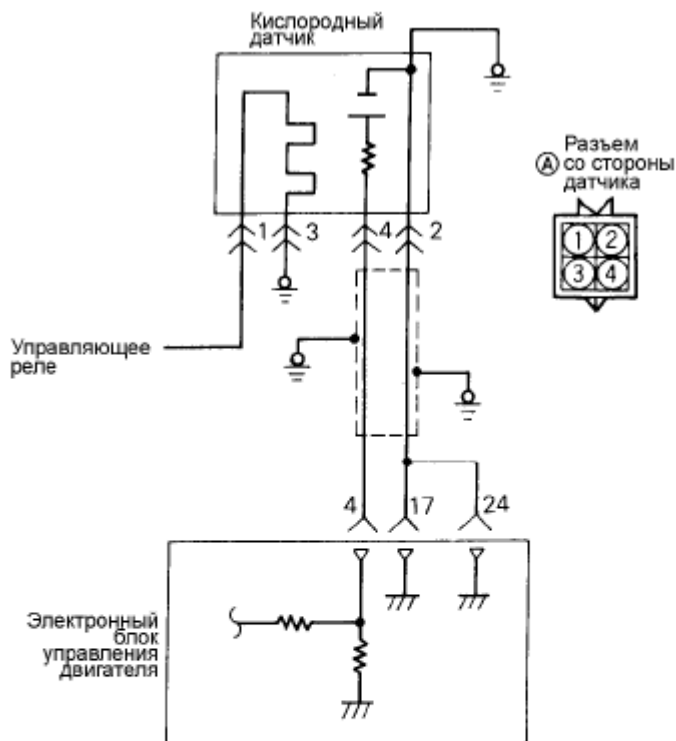 Кислородный
датчик
Разъем
А со стороны
датчика
1 2
3 4
1 3 4 2
Управляющее
реле
4 17 24
Электронный
блок
управления
двигателя